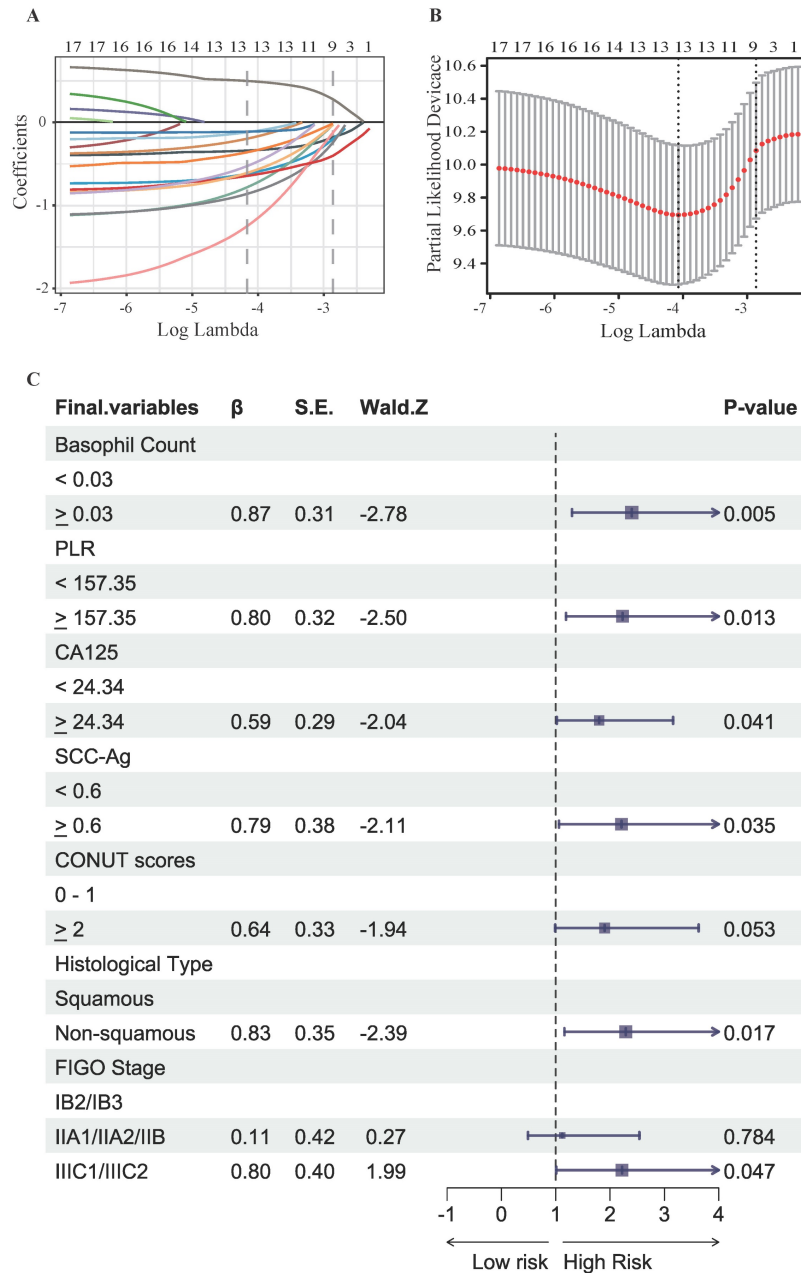 A
17 17 16 16 16 14 13 13 13 13 11 9 3 1
0
-1
-2
Coefficients
-7 -6 -5 -4 -3
Log Lambda
B
17 17 16 16 16 14 13 13 13 13 11 9 3 1
10.6
10.4
10.2
10.0
9.8
9.6
9.4
Partial Likelihood Devicace
-7 -6 -5 -4 -3
Log Lambda
C
Final.variables β S.E. Wald.Z P-value
Basophil Count
< 0.03
≥ 0.03 0.87 0.31 -2.78 0.005
PLR
< 157.35
≥ 157.35 0.80 0.32 -2.50 0.013
CA125
< 24.34
≥ 24.34 0.59 0.29 -2.04 0.041
SCC-Ag
< 0.6
≥ 0.6 0.79 0.38 -2.11 0.035
CONUT scores
0 - 1
≥ 2 0.64 0.33 -1.94 0.053
Histological Type
Squamous
Non-squamous 0.83 0.35 -2.39 0.017
FIGO Stage
IB2/IB3
IIA1/IIA2/IIB 0.11 0.42 0.27 0.784
IIIC1/IIIC2 0.80 0.40 1.99 0.047
-1 0 1 2 3 4
Low risk High Risk